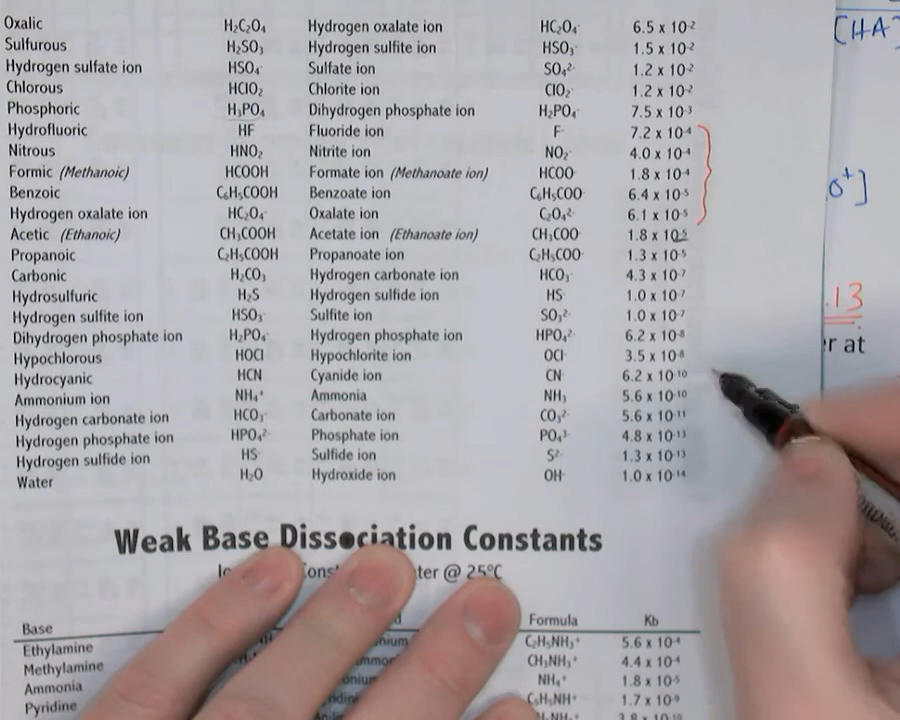 Oxalic H₂C₂O₄ Hydrogen oxalate ion HC₂O₄⁻ 6.5 x 10⁻²
[HA]
Sulfurous H₂SO₃ Hydrogen sulfite ion HSO₃⁻ 1.5 x 10⁻²
Hydrogen sulfate ion HSO₄⁻ Sulfate ion SO₄²⁻ 1.2 x 10⁻²
Chlorous HClO₂ Chlorite ion ClO₂⁻ 1.2 x 10⁻²
Phosphoric H₃PO₄ Dihydrogen phosphate ion H₂PO₄⁻ 7.5 x 10⁻³
Hydrofluoric HF Fluoride ion F⁻ 7.2 x 10⁻⁴
Nitrous HNO₂ Nitrite ion NO₂⁻ 4.0 x 10⁻⁴
Formic (Methanoic) HCOOH Formate ion (Methanoate ion) HCOO⁻ 1.8 x 10⁻⁴
Benzoic C₆H₅COOH Benzoate ion C₆H₅COO⁻ 6.4 x 10⁻⁵
Hydrogen oxalate ion HC₂O₄⁻ Oxalate ion C₂O₄²⁻ 6.1 x 10⁻⁵
Acetic (Ethanoic) CH₃COOH Acetate ion (Ethanoate ion) CH₃COO⁻ 1.8 x 10⁻⁵
Propanoic C₂H₅COOH Propanoate ion C₂H₅COO⁻ 1.3 x 10⁻⁵
Carbonic H₂CO₃ Hydrogen carbonate ion HCO₃⁻ 4.3 x 10⁻⁷
Hydrosulfuric H₂S Hydrogen sulfide ion HS⁻ 1.0 x 10⁻⁷
.13
Hydrogen sulfite ion HSO₃⁻ Sulfite ion SO₃²⁻ 1.0 x 10⁻⁷
Dihydrogen phosphate ion H₂PO₄⁻ Hydrogen phosphate ion HPO₄²⁻ 6.2 x 10⁻⁸
r at
Hypochlorous HOCl Hypochlorite ion OCl⁻ 3.5 x 10⁻⁸
Hydrocyanic HCN Cyanide ion CN⁻ 6.2 x 10⁻¹⁰
Ammonium ion NH₄⁺ Ammonia NH₃ 5.6 x 10⁻¹⁰
Hydrogen carbonate ion HCO₃⁻ Carbonate ion CO₃²⁻ 5.6 x 10⁻¹¹
Hydrogen phosphate ion HPO₄²⁻ Phosphate ion PO₄³⁻ 4.8 x 10⁻¹³
Hydrogen sulfide ion HS⁻ Sulfide ion S²⁻ 1.3 x 10⁻¹³
Water H₂O Hydroxide ion OH⁻ 1.0 x 10⁻¹⁴
Weak Base Dissociation Constants
@ 25°C
Base Formula Kb
Ethylamine C₂H₅NH₃⁺ 5.6 x 10⁻⁴
Methylamine CH₃NH₃⁺ 4.4 x 10⁻⁴
Ammonia NH₄⁺ 1.8 x 10⁻⁵
Pyridine C₅H₅NH⁺ 1.7 x 10⁻⁹